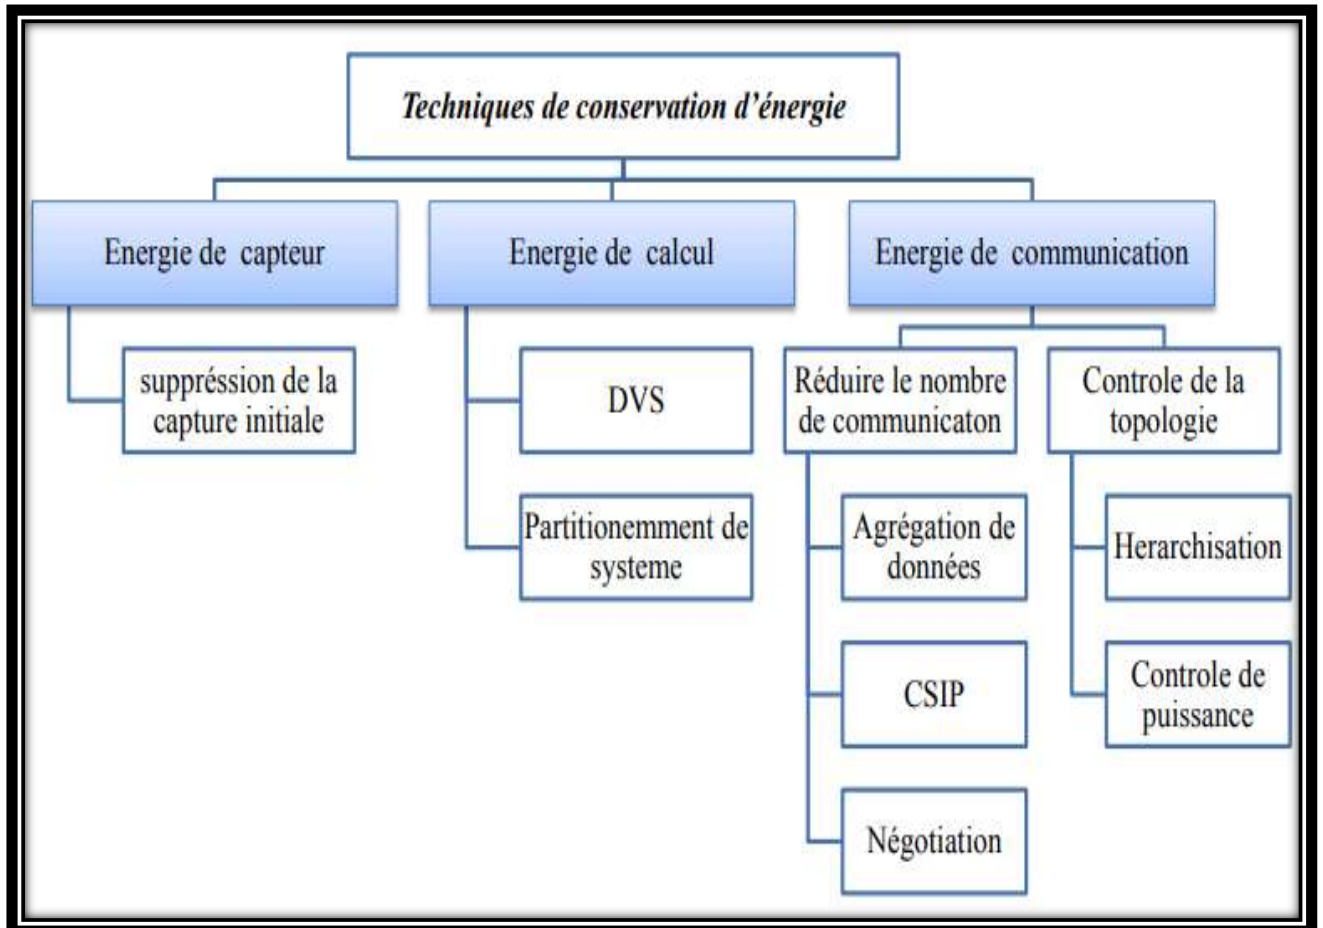 Techniques de conservation d'énergie
Energie de capteur
Energie de calcul
Energie de communication
suppréssion de la
capture initiale
DVS
Partitionemment de
systeme
Réduire le nombre
de communicaton
Agrégation de
données
CSIP
Négotiation
Controle de la
topologie
Herarchisation
Controle de
puissance